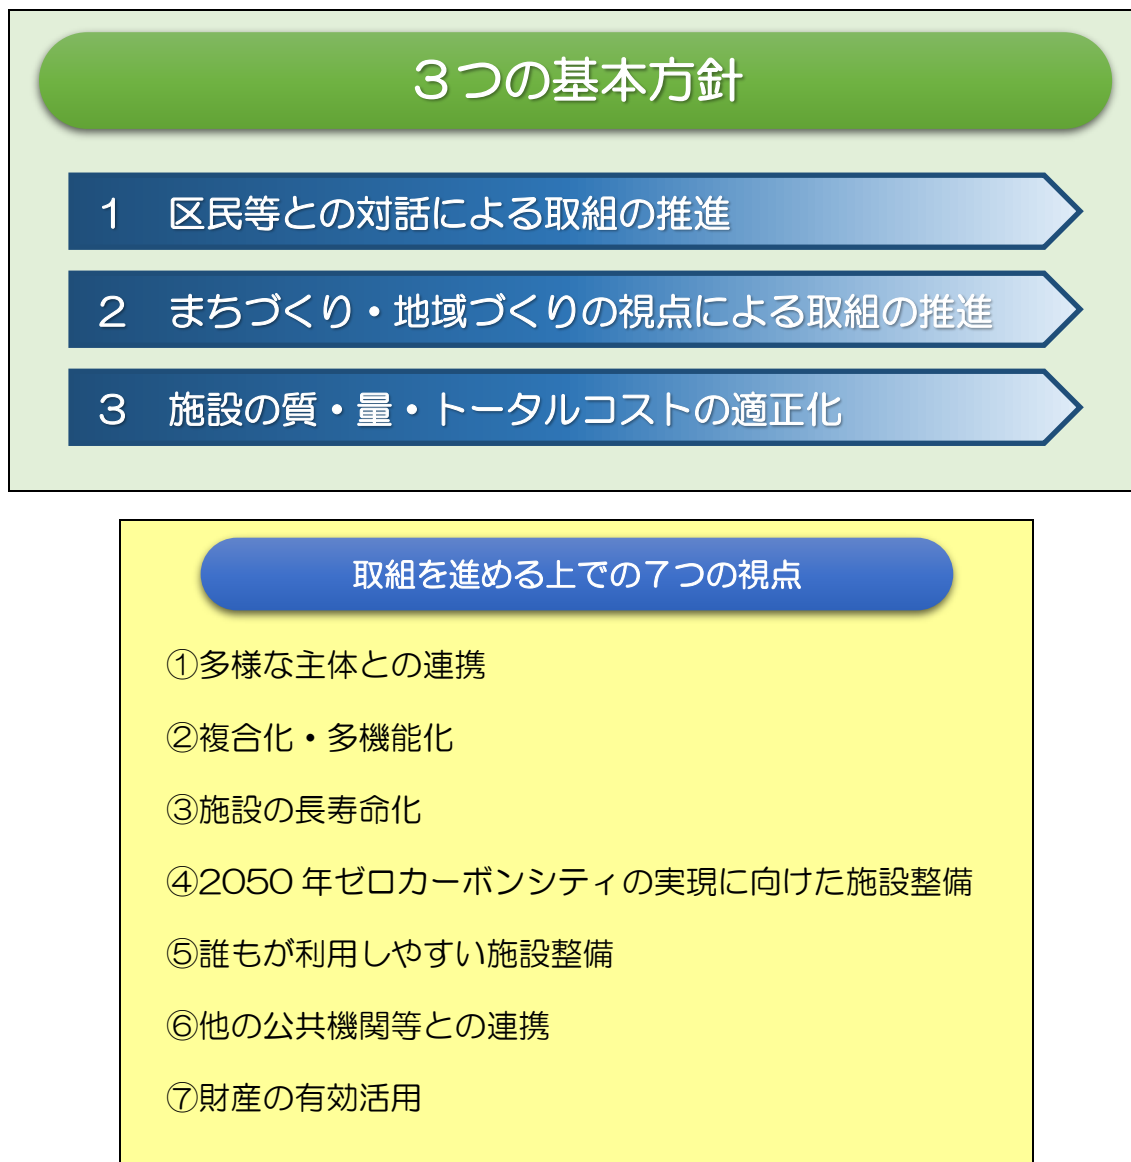 ３つの基本方針
１　区民等との対話による取組の推進
２　まちづくり・地域づくりの視点による取組の推進
３　施設の質・量・トータルコストの適正化
取組を進める上での７つの視点
①多様な主体との連携
②複合化・多機能化
③施設の長寿命化
④2050 年ゼロカーボンシティの実現に向けた施設整備
⑤誰もが利用しやすい施設整備
⑥他の公共機関等との連携
⑦財産の有効活用